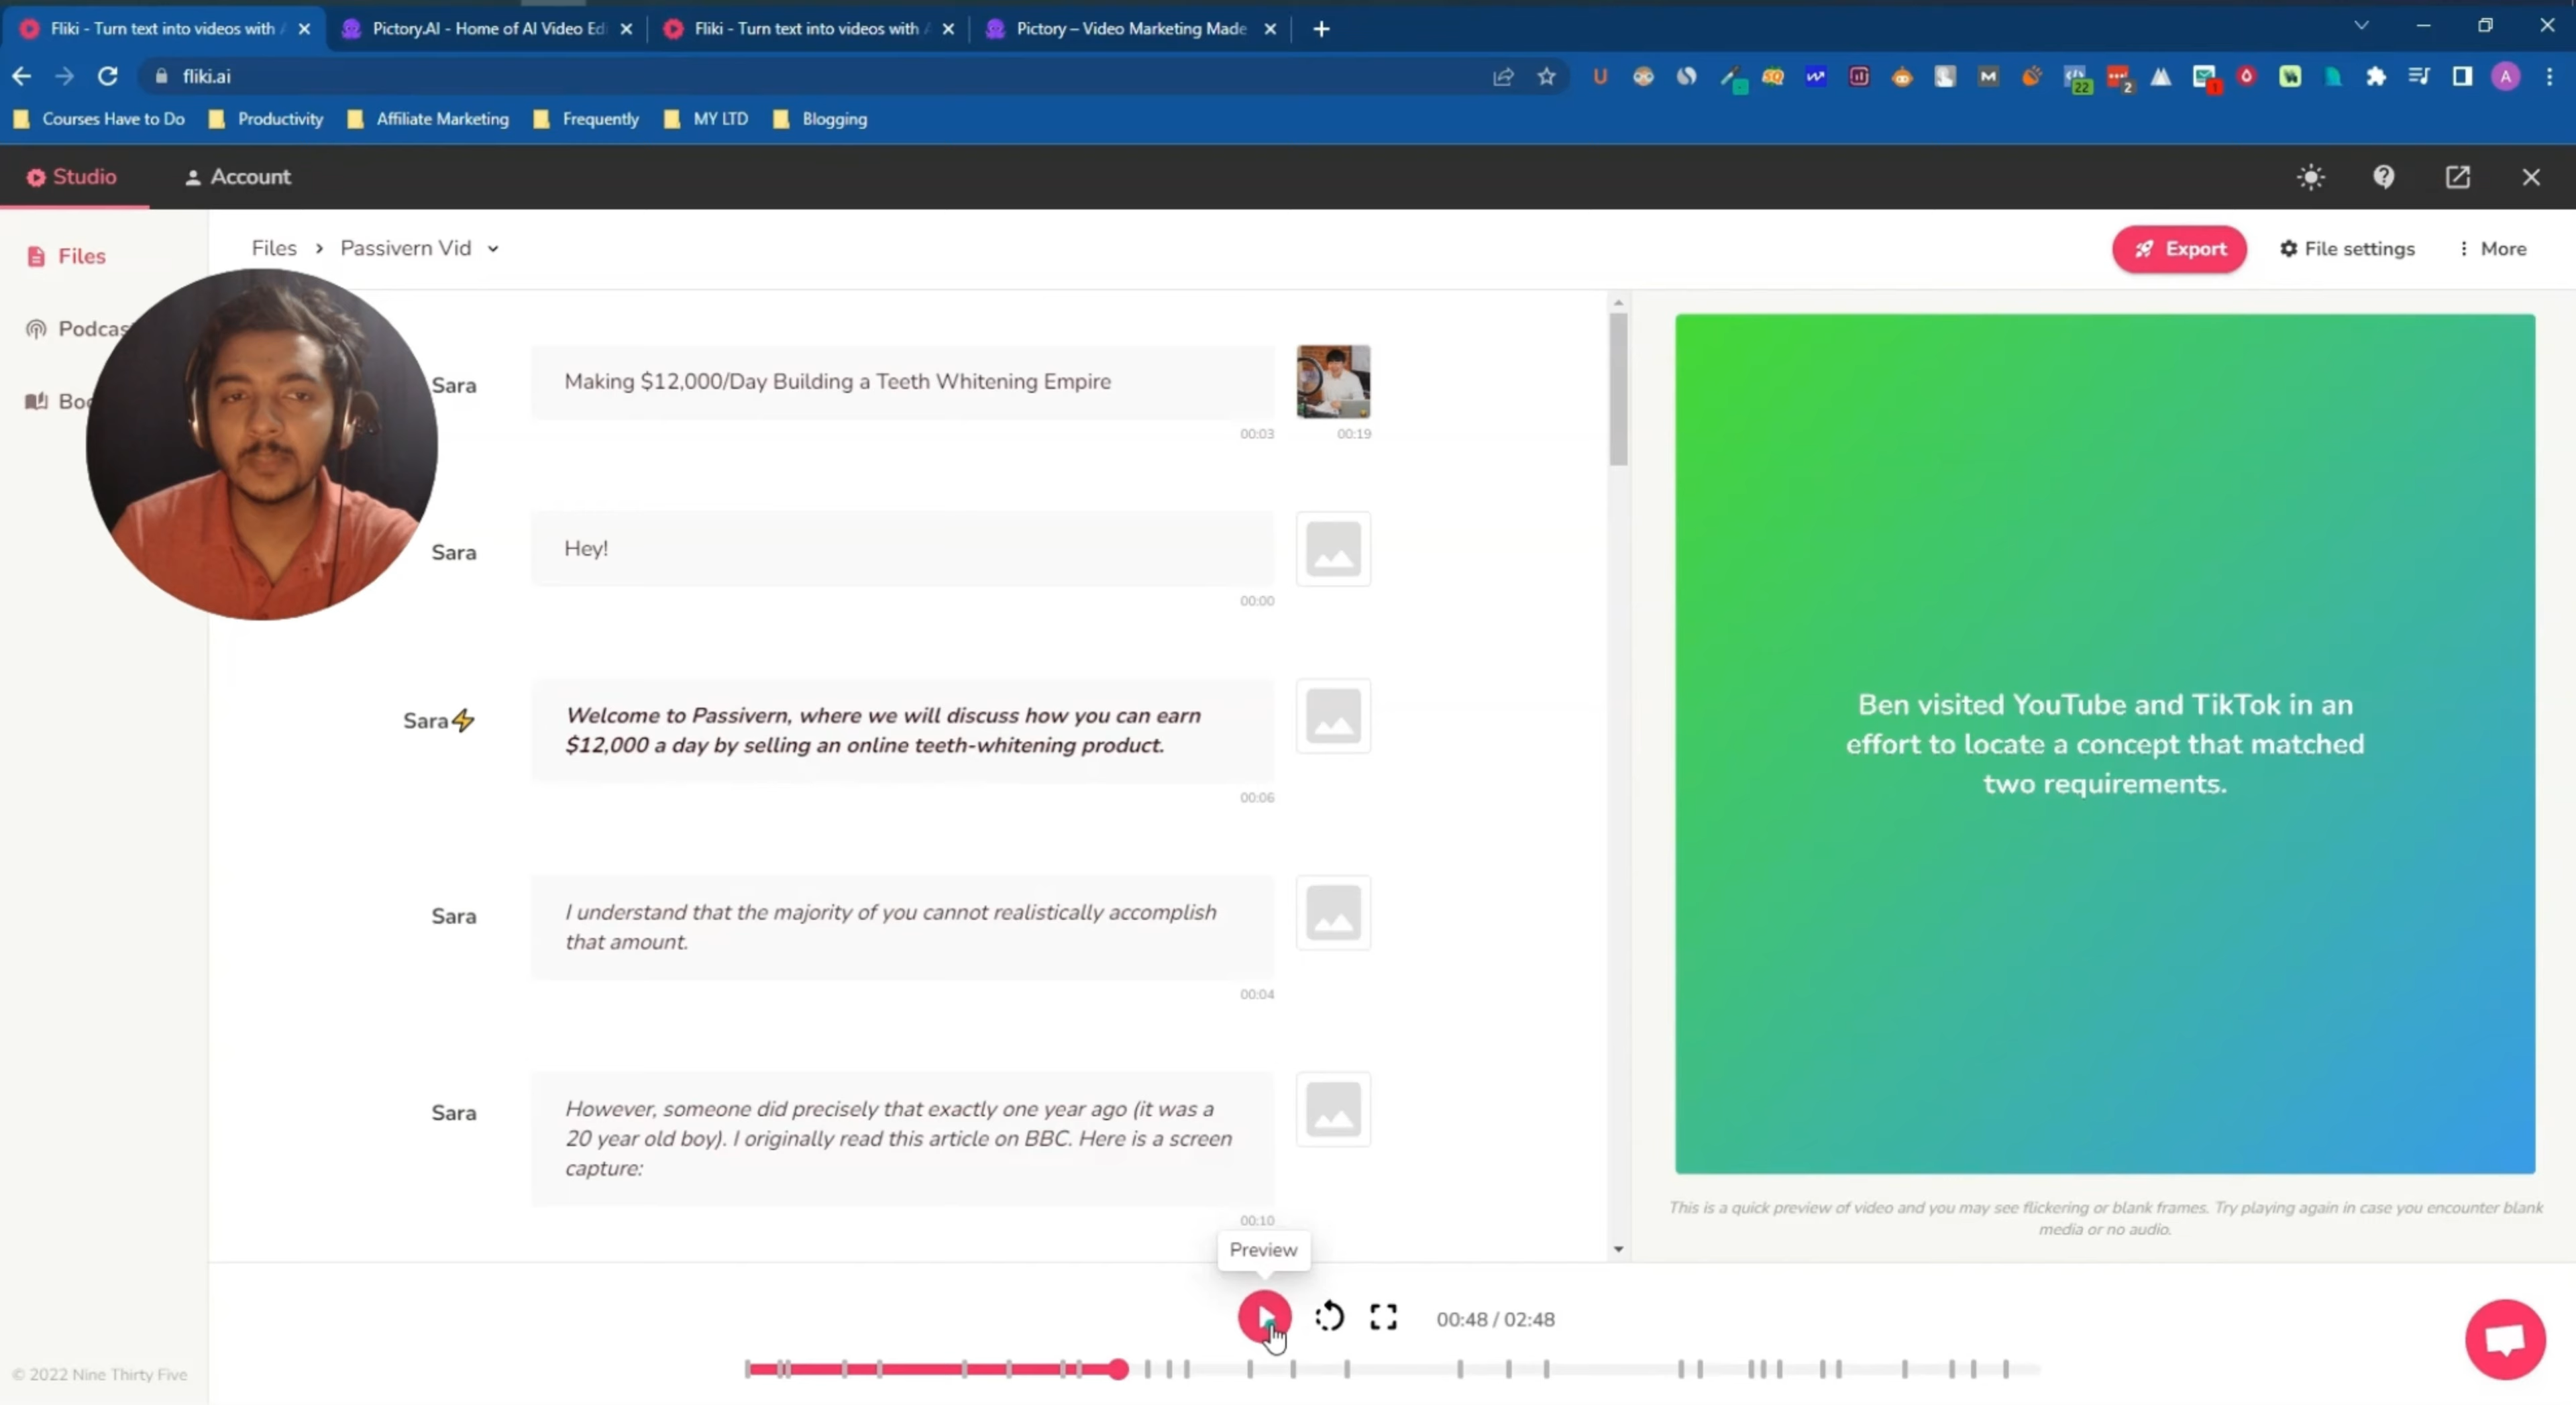 Fliki - Turn text into videos with
Pictory.AI - Home of AI Video Edi
Fliki - Turn text into videos with
Pictory – Video Marketing Made
fliki.ai
22
2
1
A
Courses Have to Do
Productivity
Affiliate Marketing
Frequently
MY LTD
Blogging
Studio
Account
Files
Files > Passivern Vid
Export
File settings
More
Podcas
Boo
Sara
Making $12,000/Day Building a Teeth Whitening Empire
00:03
00:19
Sara
Hey!
00:00
Sara
Welcome to Passivern, where we will discuss how you can earn
$12,000 a day by selling an online teeth-whitening product.
00:06
Sara
I understand that the majority of you cannot realistically accomplish
that amount.
00:04
Sara
However, someone did precisely that exactly one year ago (it was a
20 year old boy). I originally read this article on BBC. Here is a screen
capture:
00:10
Ben visited YouTube and TikTok in an
effort to locate a concept that matched
two requirements.
This is a quick preview of video and you may see flickering or blank frames. Try playing again in case you encounter blank
media or no audio.
Preview
00:48 / 02:48
© 2022 Nine Thirty Five